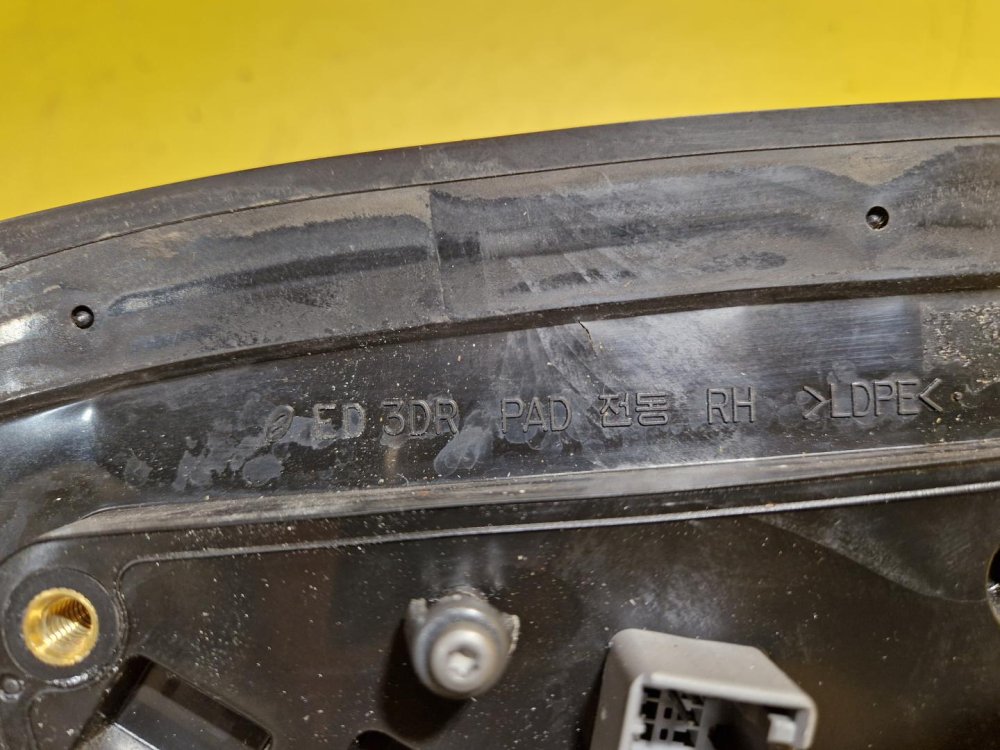 ED 3DR PAD 전동 RH >LDPE<